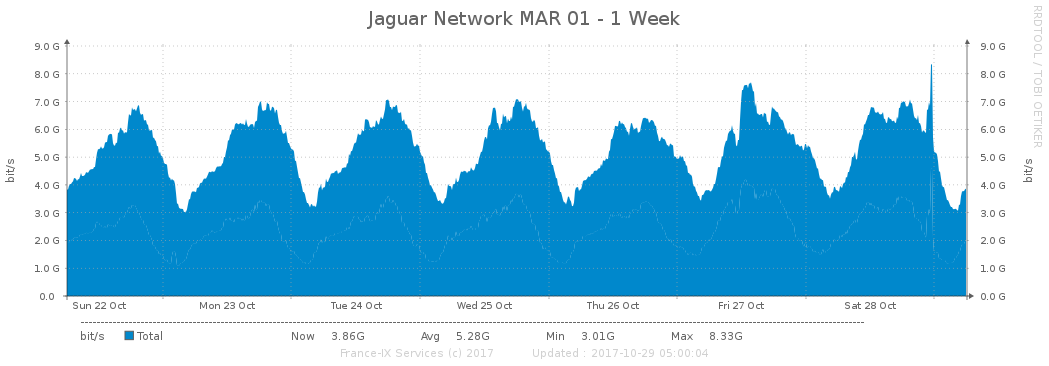 Jaguar Network MAR 01 - 1 Week
RRDTOOL / TOBI OETIKER
9.0 G 9.0 G
8.0 G 8.0 G
7.0 G 7.0 G
6.0 G 6.0 G
5.0 G 5.0 G
4.0 G 4.0 G
3.0 G 3.0 G
2.0 G 2.0 G
1.0 G 1.0 G
0.0 0.0 G
bit/s bit/s
Sun 22 Oct Mon 23 Oct Tue 24 Oct Wed 25 Oct Thu 26 Oct Fri 27 Oct Sat 28 Oct
bit/s Total Now 3.86G Avg 5.28G Min 3.01G Max 8.33G
France-IX Services (c) 2017 Updated : 2017-10-29 05:00:04